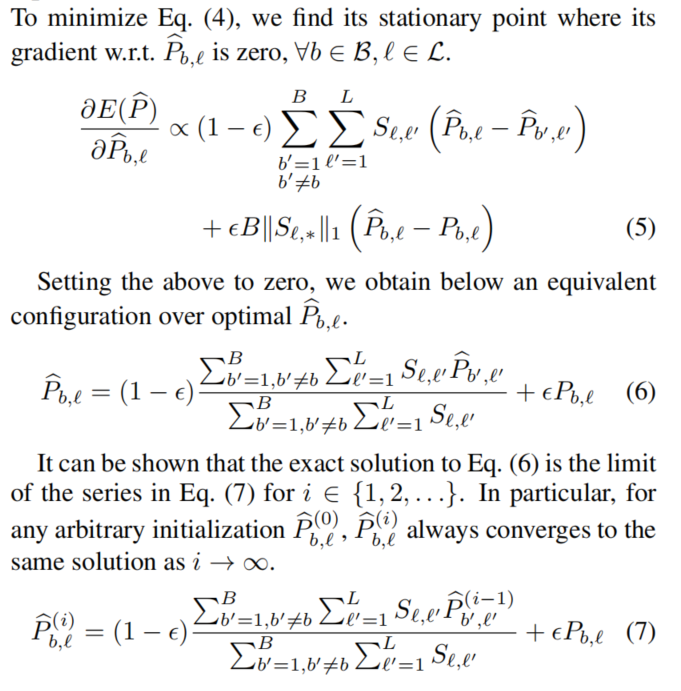 To minimize Eq. (4), we find its stationary point where its
gradient w.r.t. $\widehat{P}_{b,\ell}$ is zero, $\forall b \in \mathcal{B}, \ell \in \mathcal{L}$.
$\frac{\partial E(\widehat{P})}{\partial \widehat{P}_{b,\ell}} \propto (1-\epsilon) \sum_{\substack{b'=1 \\ b' \neq b}}^{B} \sum_{\ell'=1}^{L} S_{\ell,\ell'} \left( \widehat{P}_{b,\ell} - \widehat{P}_{b',\ell'} \right)$
$+ \epsilon B \|S_{\ell,*}\|_1 \left( \widehat{P}_{b,\ell} - P_{b,\ell} \right)$ (5)
Setting the above to zero, we obtain below an equivalent
configuration over optimal $\widehat{P}_{b,\ell}$.
$\widehat{P}_{b,\ell} = (1-\epsilon) \frac{\sum_{b'=1,b' \neq b}^{B} \sum_{\ell'=1}^{L} S_{\ell,\ell'} \widehat{P}_{b',\ell'}}{\sum_{b'=1,b' \neq b}^{B} \sum_{\ell'=1}^{L} S_{\ell,\ell'}} + \epsilon P_{b,\ell}$ (6)
It can be shown that the exact solution to Eq. (6) is the limit
of the series in Eq. (7) for $i \in \{1, 2, \ldots\}$. In particular, for
any arbitrary initialization $\widehat{P}_{b,\ell}^{(0)}$, $\widehat{P}_{b,\ell}^{(i)}$ always converges to the
same solution as $i \to \infty$.
$\widehat{P}_{b,\ell}^{(i)} = (1-\epsilon) \frac{\sum_{b'=1,b' \neq b}^{B} \sum_{\ell'=1}^{L} S_{\ell,\ell'} \widehat{P}_{b',\ell'}^{(i-1)}}{\sum_{b'=1,b' \neq b}^{B} \sum_{\ell'=1}^{L} S_{\ell,\ell'}} + \epsilon P_{b,\ell}$ (7)